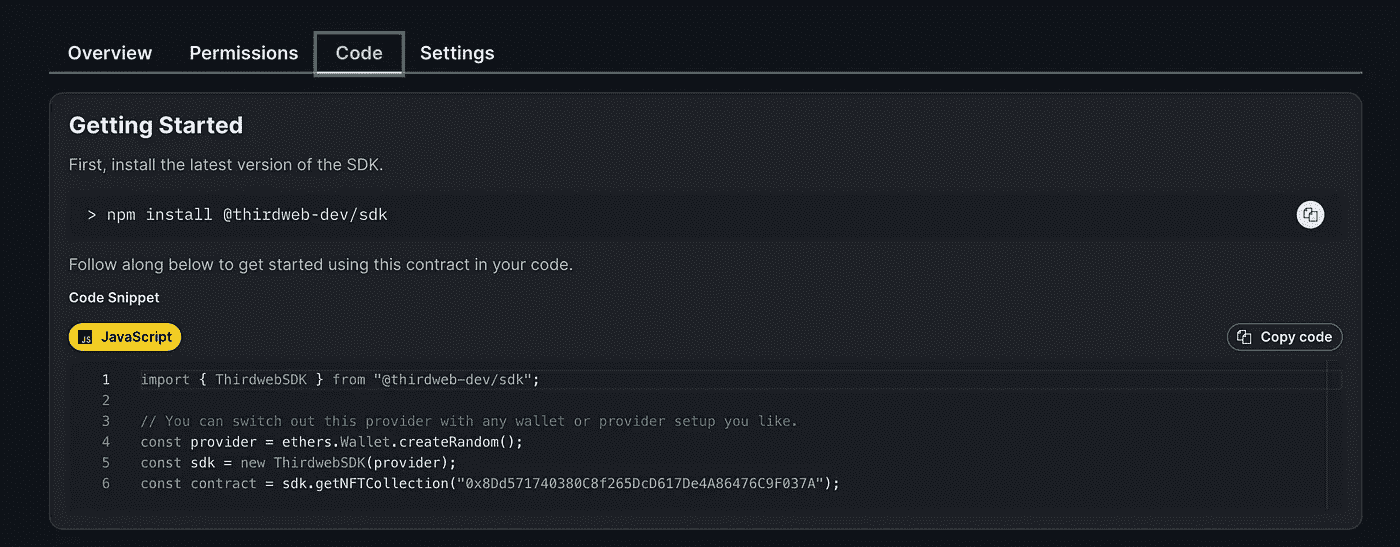 Overview Permissions Code Settings
Getting Started
First, install the latest version of the SDK.
> npm install @thirdweb-dev/sdk
Follow along below to get started using this contract in your code.
Code Snippet
JS JavaScript Copy code
1 import { ThirdwebSDK } from "@thirdweb-dev/sdk";
2
3 // You can switch out this provider with any wallet or provider setup you like.
4 const provider = ethers.Wallet.createRandom();
5 const sdk = new ThirdwebSDK(provider);
6 const contract = sdk.getNFTCollection("0x8Dd571740380C8f265DcD617De4A86476C9F037A");